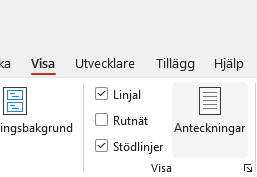 ka Visa Utvecklare Tillägg Hjälp
Linjal
Rutnät
Stödlinjer
ingsbakgrund
Anteckningar
Visa